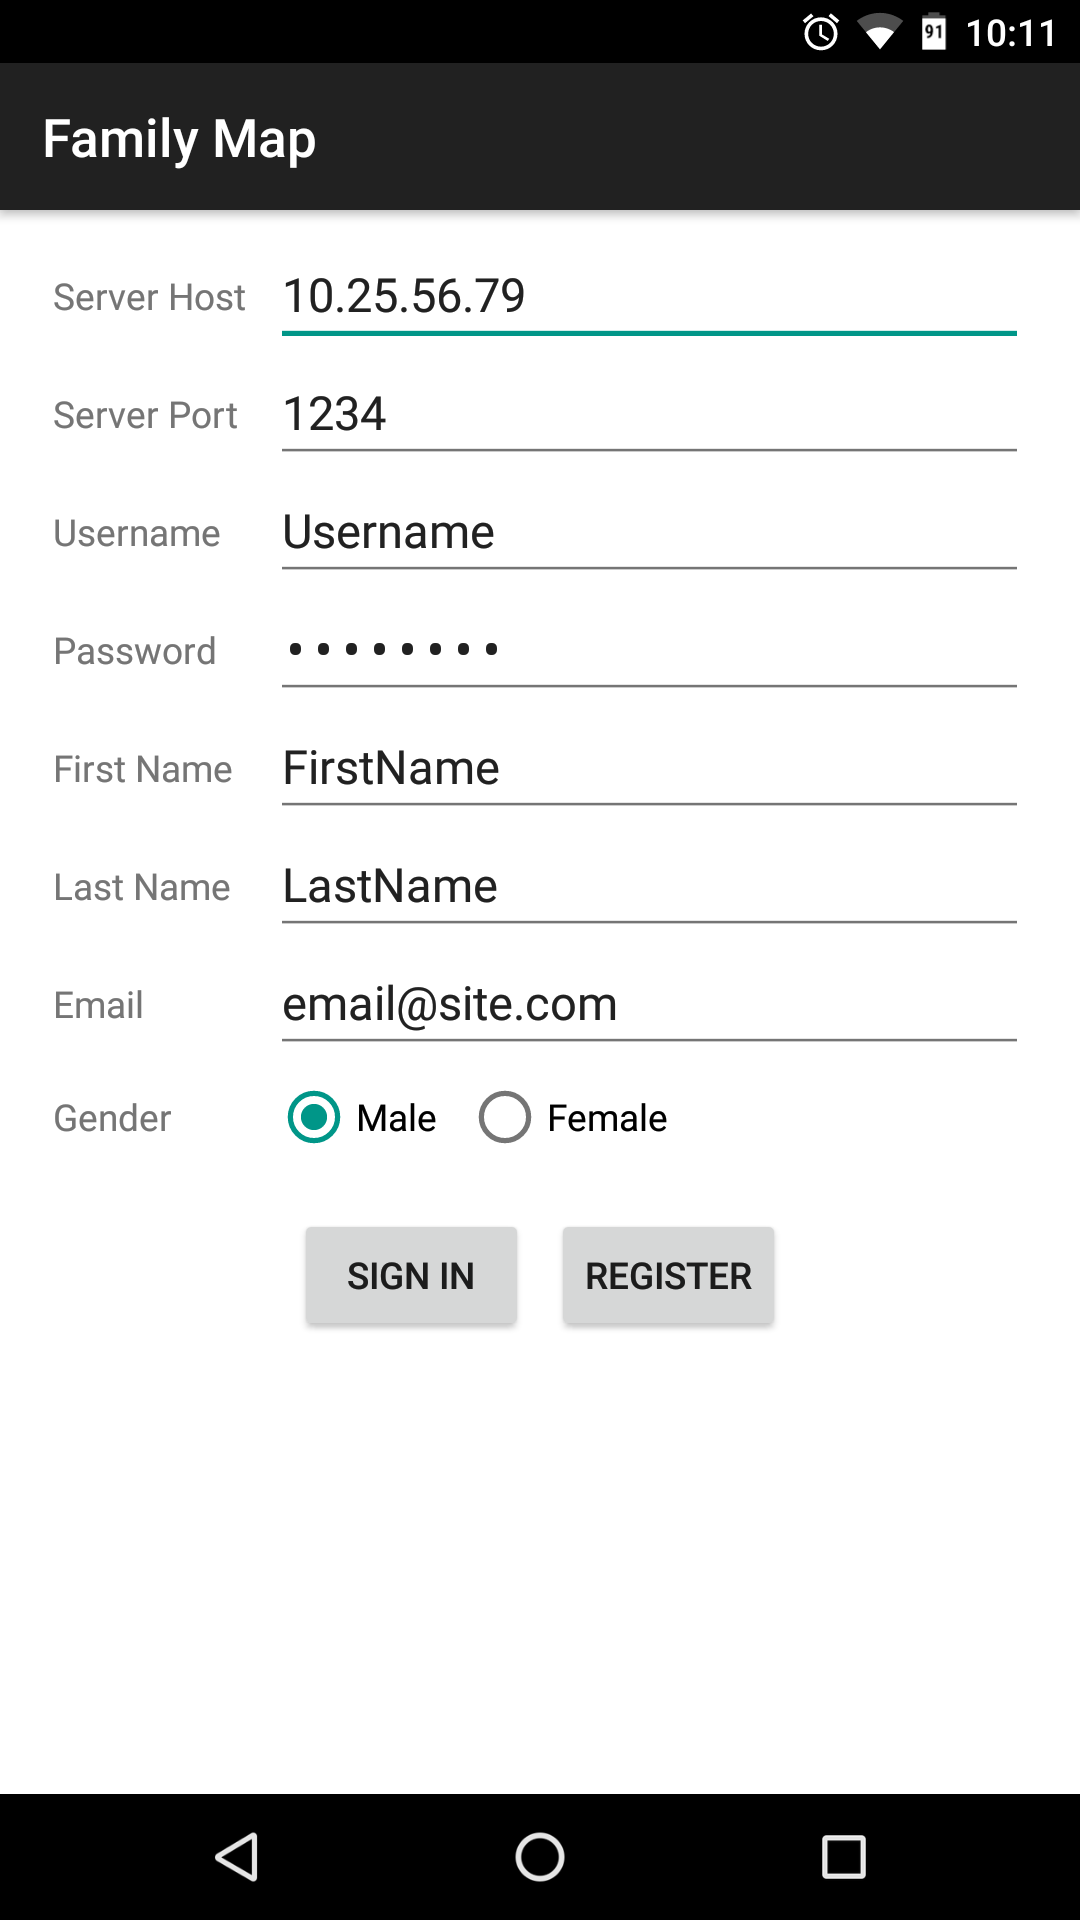 91 10:11
Family Map
Server Host 10.25.56.79
Server Port 1234
Username Username
Password ••••••••
First Name FirstName
Last Name LastName
Email email@site.com
Gender Male Female
SIGN IN REGISTER